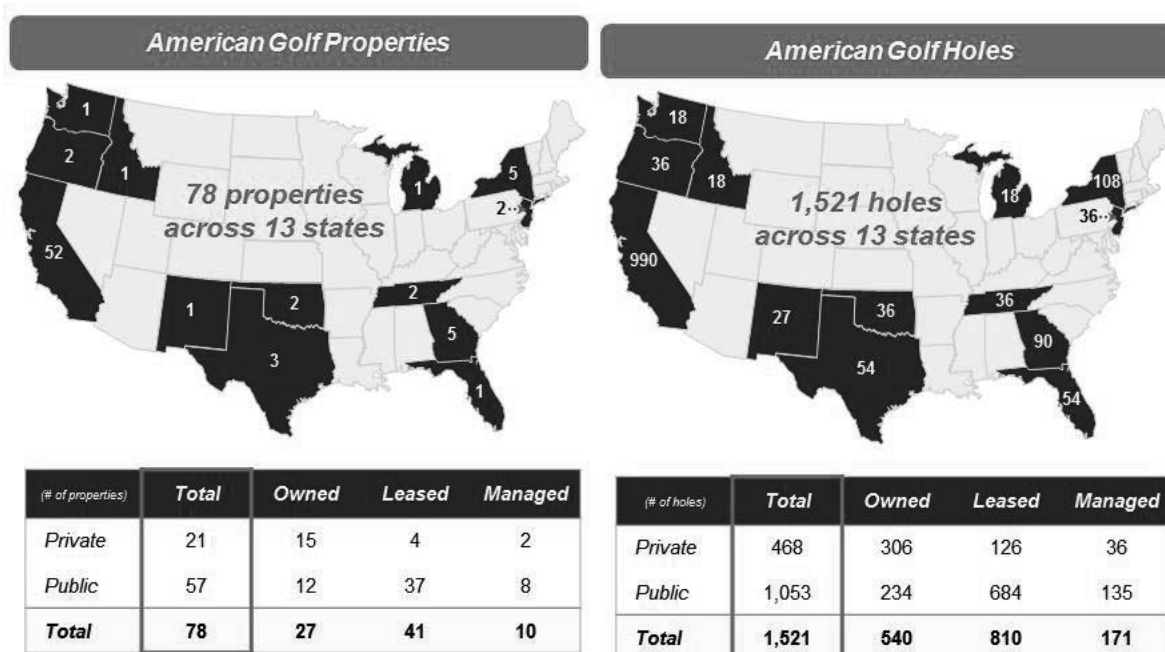 American Golf Properties
1
2
1
1
5
78 properties
across 13 states
2
52
1
2
2
5
3
1
(# of properties) Total Owned Leased Managed
Private 21 15 4 2
Public 57 12 37 8
Total 78 27 41 10
American Golf Holes
18
36
18
18
108
1,521 holes
across 13 states
36
990
27
36
36
90
54
54
(# of holes) Total Owned Leased Managed
Private 468 306 126 36
Public 1,053 234 684 135
Total 1,521 540 810 171